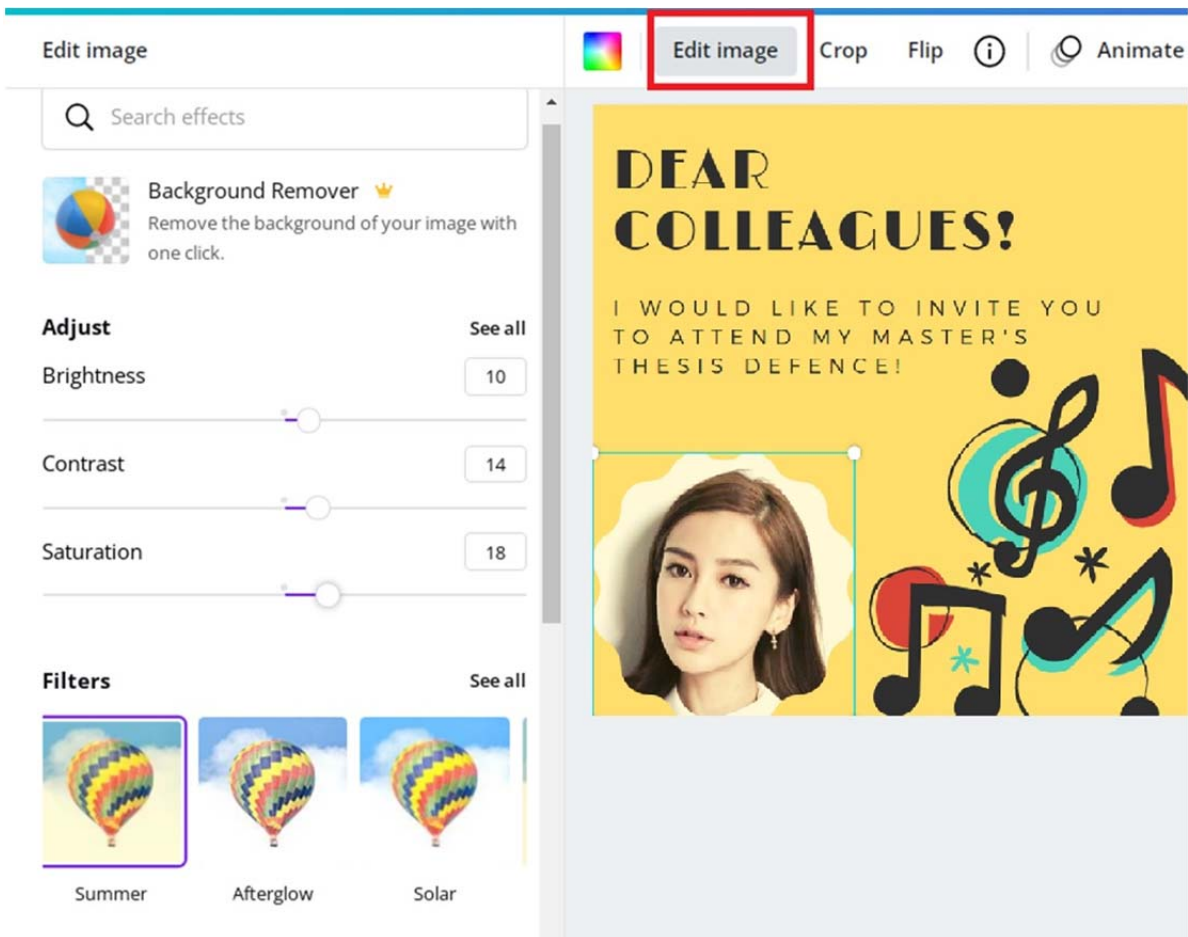 Edit image
Search effects
Background Remover
Remove the background of your image with
one click.
Adjust
See all
Brightness
10
Contrast
14
Saturation
18
Filters
See all
Summer
Afterglow
Solar
Edit image
Crop
Flip
Animate
DEAR
COLLEAGUES!
I WOULD LIKE TO INVITE YOU
TO ATTEND MY MASTER'S
THESIS DEFENCE!